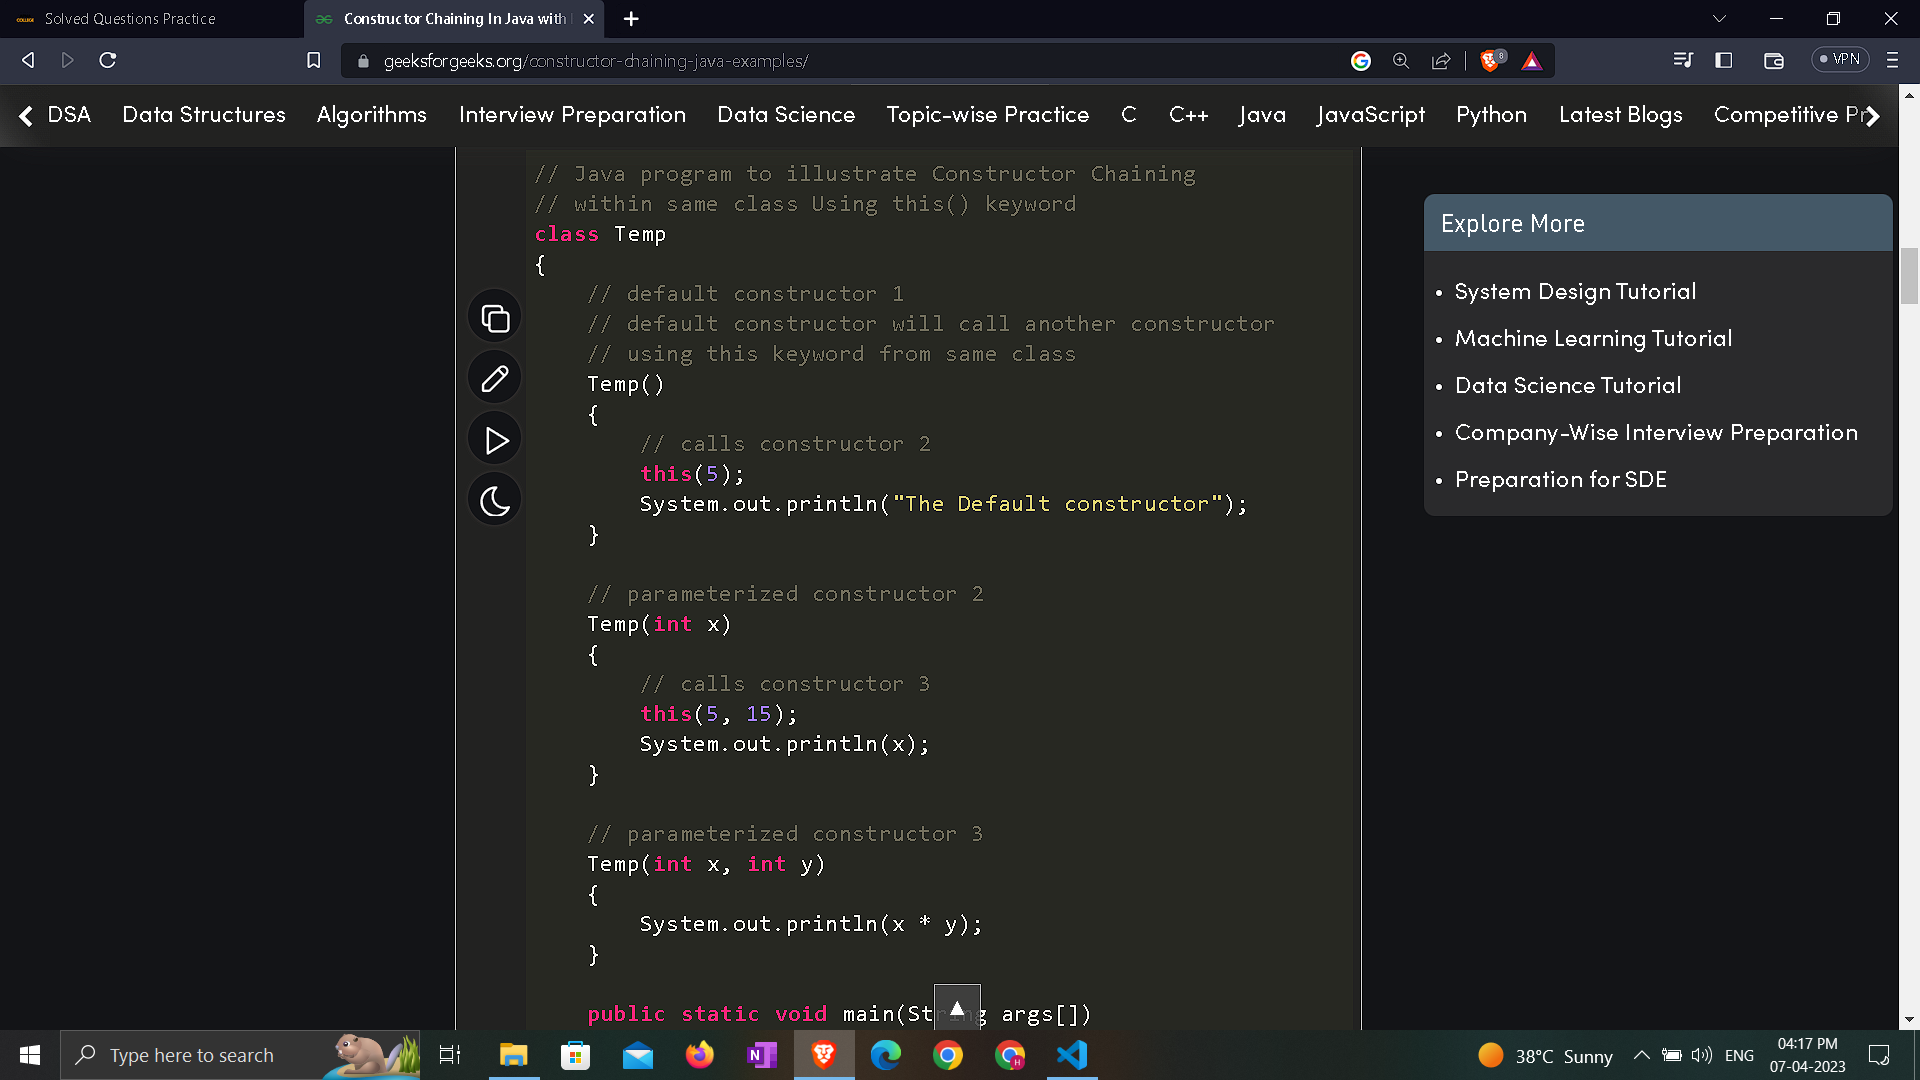 Solved Questions Practice
Constructor Chaining In Java with
geeksforgeeks.org/constructor-chaining-java-examples/
8
VPN
DSA Data Structures Algorithms Interview Preparation Data Science Topic-wise Practice C C++ Java JavaScript Python Latest Blogs Competitive Pr
// Java program to illustrate Constructor Chaining
// within same class Using this() keyword
class Temp
{
// default constructor 1
// default constructor will call another constructor
// using this keyword from same class
Temp()
{
// calls constructor 2
this(5);
System.out.println("The Default constructor");
}
// parameterized constructor 2
Temp(int x)
{
// calls constructor 3
this(5, 15);
System.out.println(x);
}
// parameterized constructor 3
Temp(int x, int y)
{
System.out.println(x * y);
}
public static void main(String args[])
Explore More
System Design Tutorial
Machine Learning Tutorial
Data Science Tutorial
Company-Wise Interview Preparation
Preparation for SDE
Type here to search
38°C Sunny
ENG
04:17 PM
07-04-2023